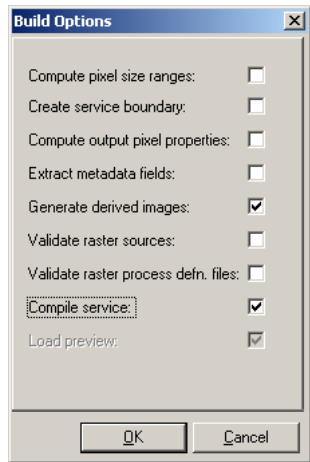 Build Options
Compute pixel size ranges:
Create service boundary:
Compute output pixel properties:
Extract metadata fields:
Generate derived images:
Validate raster sources:
Validate raster process defn. files:
Compile service:
Load preview:
OK Cancel